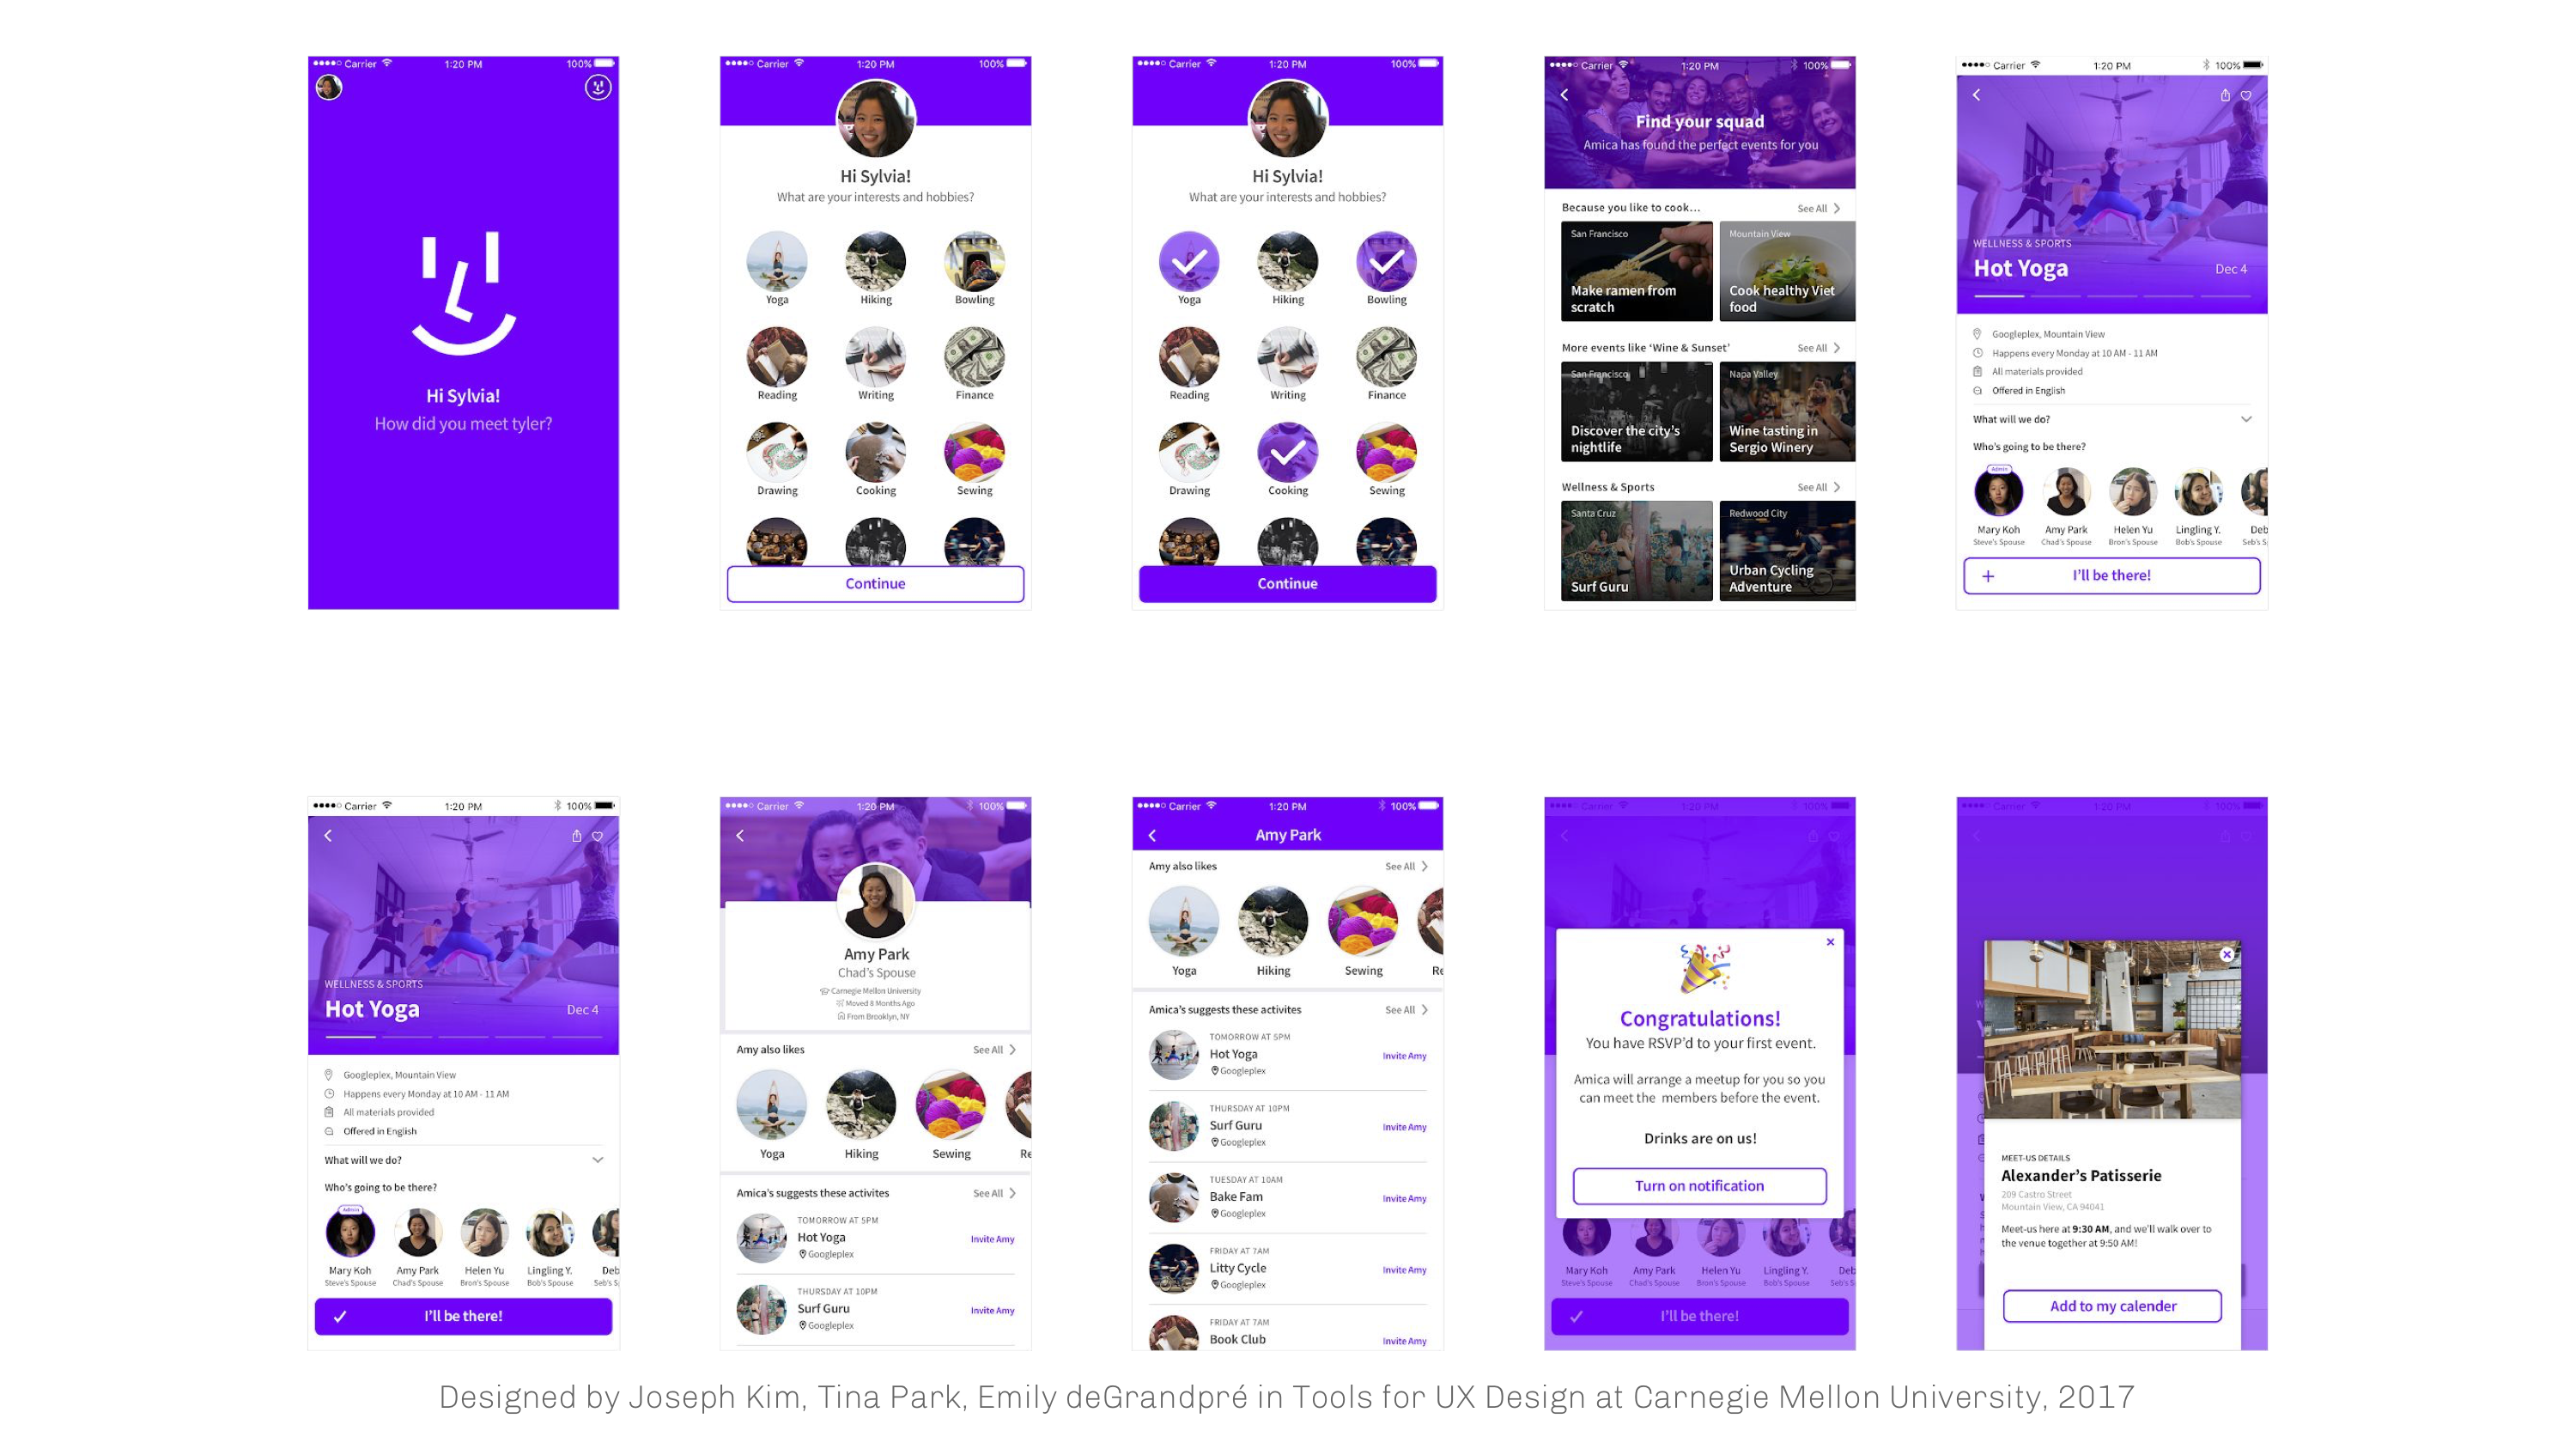 Carrier 1:20 PM 100%
Hi Sylvia!
How did you meet tyler?
Carrier 1:20 PM 100%
Hi Sylvia!
What are your interests and hobbies?
Yoga Hiking Bowling
Reading Writing Finance
Drawing Cooking Sewing
Continue
Carrier 1:20 PM 100%
Hi Sylvia!
What are your interests and hobbies?
Yoga Hiking Bowling
Reading Writing Finance
Drawing Cooking Sewing
Continue
Carrier 1:20 PM 100%
Find your squad
Amica has found the perfect events for you
Because you like to cook... See All
San Francisco Mountain View
Make ramen from Cook healthy Viet
scratch food
More events like ‘Wine & Sunset’ See All
San Francisco Napa Valley
Discover the city’s Wine tasting in
nightlife Sergio Winery
Wellness & Sports See All
Santa Cruz Redwood City
Urban Cycling
Surf Guru Adventure
Carrier 1:20 PM 100%
WELLNESS & SPORTS
Hot Yoga Dec 4
Googleplex, Mountain View
Happens every Monday at 10 AM - 11 AM
All materials provided
Offered in English
What will we do?
Who’s going to be there?
Admin
Mary Koh Amy Park Helen Yu Lingling Y. Deb
Steve’s Spouse Chad’s Spouse Bron’s Spouse Bob’s Spouse Seb’s S
+ I’ll be there!
Carrier 1:20 PM 100%
WELLNESS & SPORTS
Hot Yoga Dec 4
Googleplex, Mountain View
Happens every Monday at 10 AM - 11 AM
All materials provided
Offered in English
What will we do?
Who’s going to be there?
Admin
Mary Koh Amy Park Helen Yu Lingling Y. Deb
Steve’s Spouse Chad’s Spouse Bron’s Spouse Bob’s Spouse Seb’s S
I’ll be there!
Carrier 1:20 PM 100%
Amy Park
Chad’s Spouse
Carnegie Mellon University
Moved 8 Months Ago
From Brooklyn, NY
Amy also likes See All
Yoga Hiking Sewing Re
Amica’s suggests these activites See All
TOMORROW AT 5PM
Hot Yoga Invite Amy
Googleplex
THURSDAY AT 10PM
Surf Guru Invite Amy
Googleplex
Carrier 1:20 PM 100%
Amy Park
Amy also likes See All
Yoga Hiking Sewing Re
Amica’s suggests these activites See All
TOMORROW AT 5PM
Hot Yoga Invite Amy
Googleplex
THURSDAY AT 10PM
Surf Guru Invite Amy
Googleplex
TUESDAY AT 10AM
Bake Fam Invite Amy
Googleplex
FRIDAY AT 7AM
Litty Cycle Invite Amy
Googleplex
FRIDAY AT 7AM
Book Club Invite Amy
Carrier 1:20 PM 100%
Congratulations!
You have RSVP’d to your first event.
Amica will arrange a meetup for you so you
can meet the members before the event.
Drinks are on us!
Turn on notification
Mary Koh Amy Park Helen Yu Lingling Y. Deb
Steve’s Spouse Chad’s Spouse Bron’s Spouse Bob’s Spouse Seb’s S
I’ll be there!
Carrier 1:20 PM 100%
MEET-US DETAILS
Alexander’s Patisserie
209 Castro Street
Mountain View, CA 94041
Meet-us here at 9:30 AM, and we’ll walk over to
the venue together at 9:50 AM!
Add to my calender
Designed by Joseph Kim, Tina Park, Emily deGrandpré in Tools for UX Design at Carnegie Mellon University, 2017